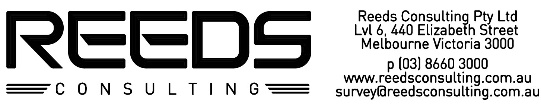 REEDS
CONSULTING
Reeds Consulting Pty Ltd
Lvl 6, 440 Elizabeth Street
Melbourne Victoria 3000
p (03) 8660 3000
www.reedsconsulting.com.au
survey@reedsconsulting.com.au